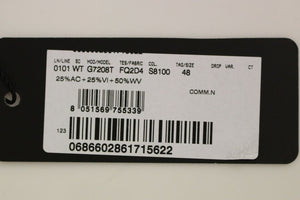 LN/LINE SC MOD/MODEL TES/FABRIC COL. TAG/SIZE DROP VAR. CT
0101 WT G7208T FQ2D4 S8100 48
25%AC÷25%VI÷50%WV
COMM.N
8 051569 755339
123
0686602861715622